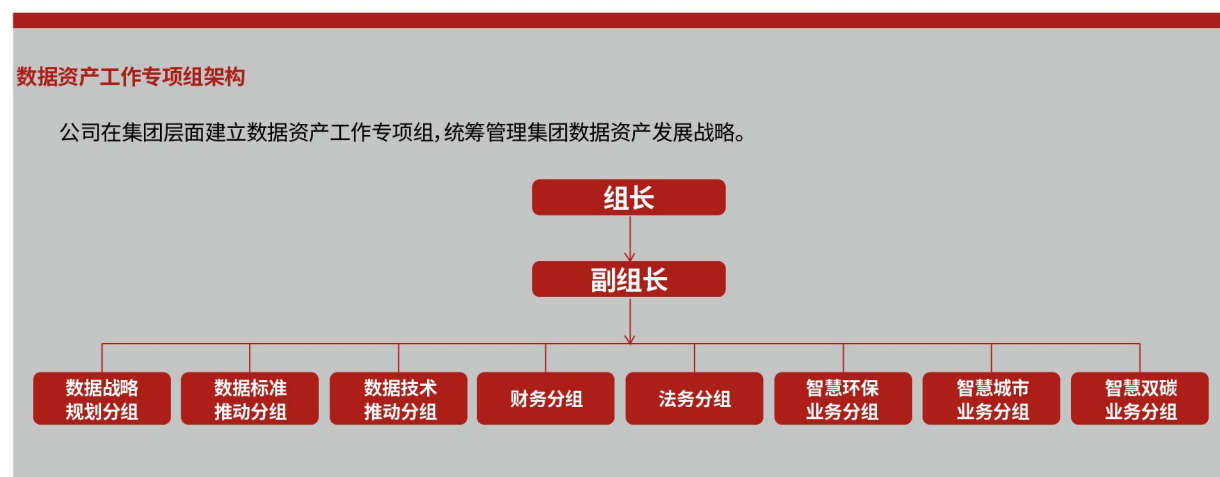 数据资产工作专项组架构
公司在集团层面建立数据资产工作专项组,统筹管理集团数据资产发展战略。
组长
副组长
数据战略
规划分组
数据标准
推动分组
数据技术
推动分组
财务分组
法务分组
智慧环保
业务分组
智慧城市
业务分组
智慧双碳
业务分组